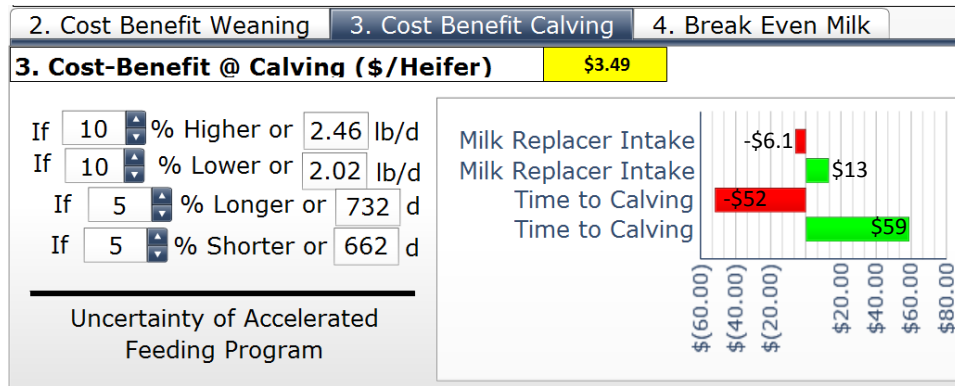 2. Cost Benefit Weaning 3. Cost Benefit Calving 4. Break Even Milk
3. Cost-Benefit @ Calving ($/Heifer) $3.49
If 10 % Higher or 2.46 lb/d
If 10 % Lower or 2.02 lb/d
If 5 % Longer or 732 d
If 5 % Shorter or 662 d
Uncertainty of Accelerated
Feeding Program
Milk Replacer Intake -$6.1
Milk Replacer Intake $13
Time to Calving -$52
Time to Calving $59
$(60.00) $(40.00) $(20.00) $20.00 $40.00 $60.00 $80.00